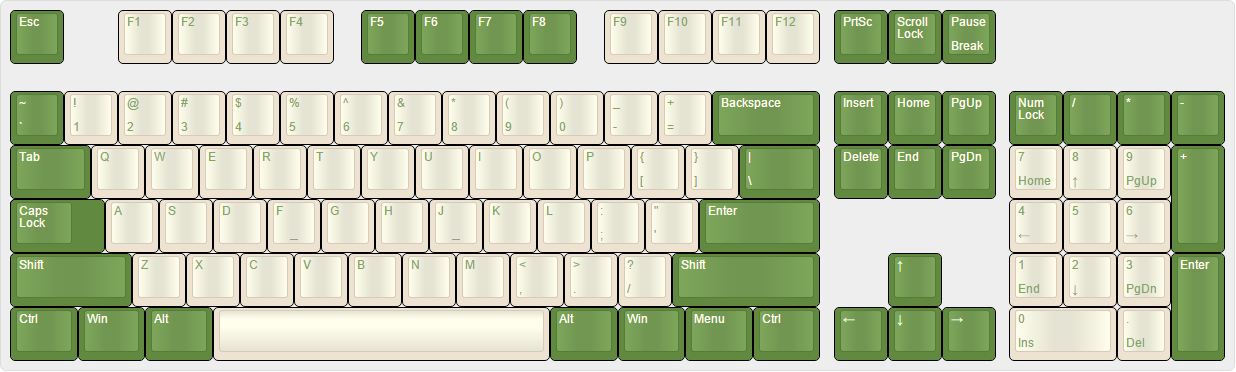 Esc F1 F2 F3 F4 F5 F6 F7 F8 F9 F10 F11 F12 PrtSc Scroll Lock Pause Break
~ ! @ # $ % ^ & * ( ) _ + Backspace Insert Home PgUp Num Lock / * -
` 1 2 3 4 5 6 7 8 9 0 - =
Tab Q W E R T Y U I O P { } | Delete End PgDn 7 8 9 +
[ ] \ Home ↑ PgUp
Caps Lock A S D F G H J K L : " Enter 4 5 6
_ _ ; ' ← →
Shift Z X C V B N M < > ? Shift ↑ 1 2 3 Enter
, . / End ↓ PgDn
Ctrl Win Alt Alt Win Menu Ctrl ← ↓ → 0 .
Ins Del